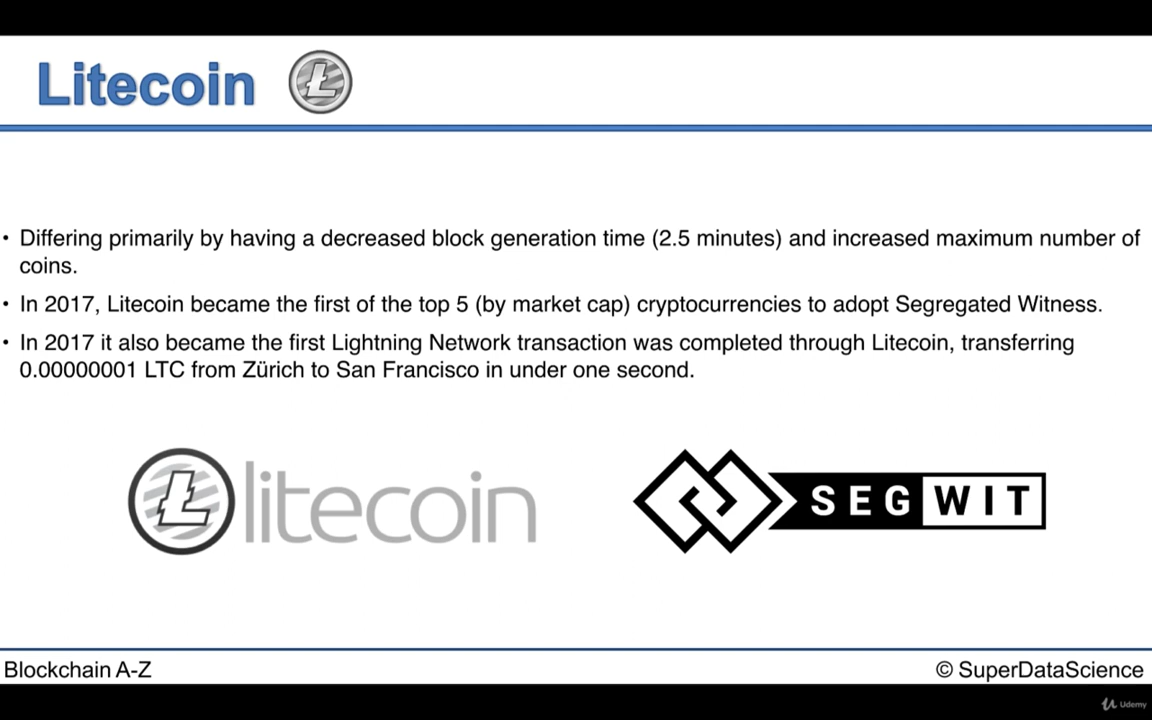 Litecoin
• Differing primarily by having a decreased block generation time (2.5 minutes) and increased maximum number of
coins.
• In 2017, Litecoin became the first of the top 5 (by market cap) cryptocurrencies to adopt Segregated Witness.
• In 2017 it also became the first Lightning Network transaction was completed through Litecoin, transferring
0.00000001 LTC from Zürich to San Francisco in under one second.
litecoin
SEGWIT
Blockchain A-Z
© SuperDataScience
Udemy